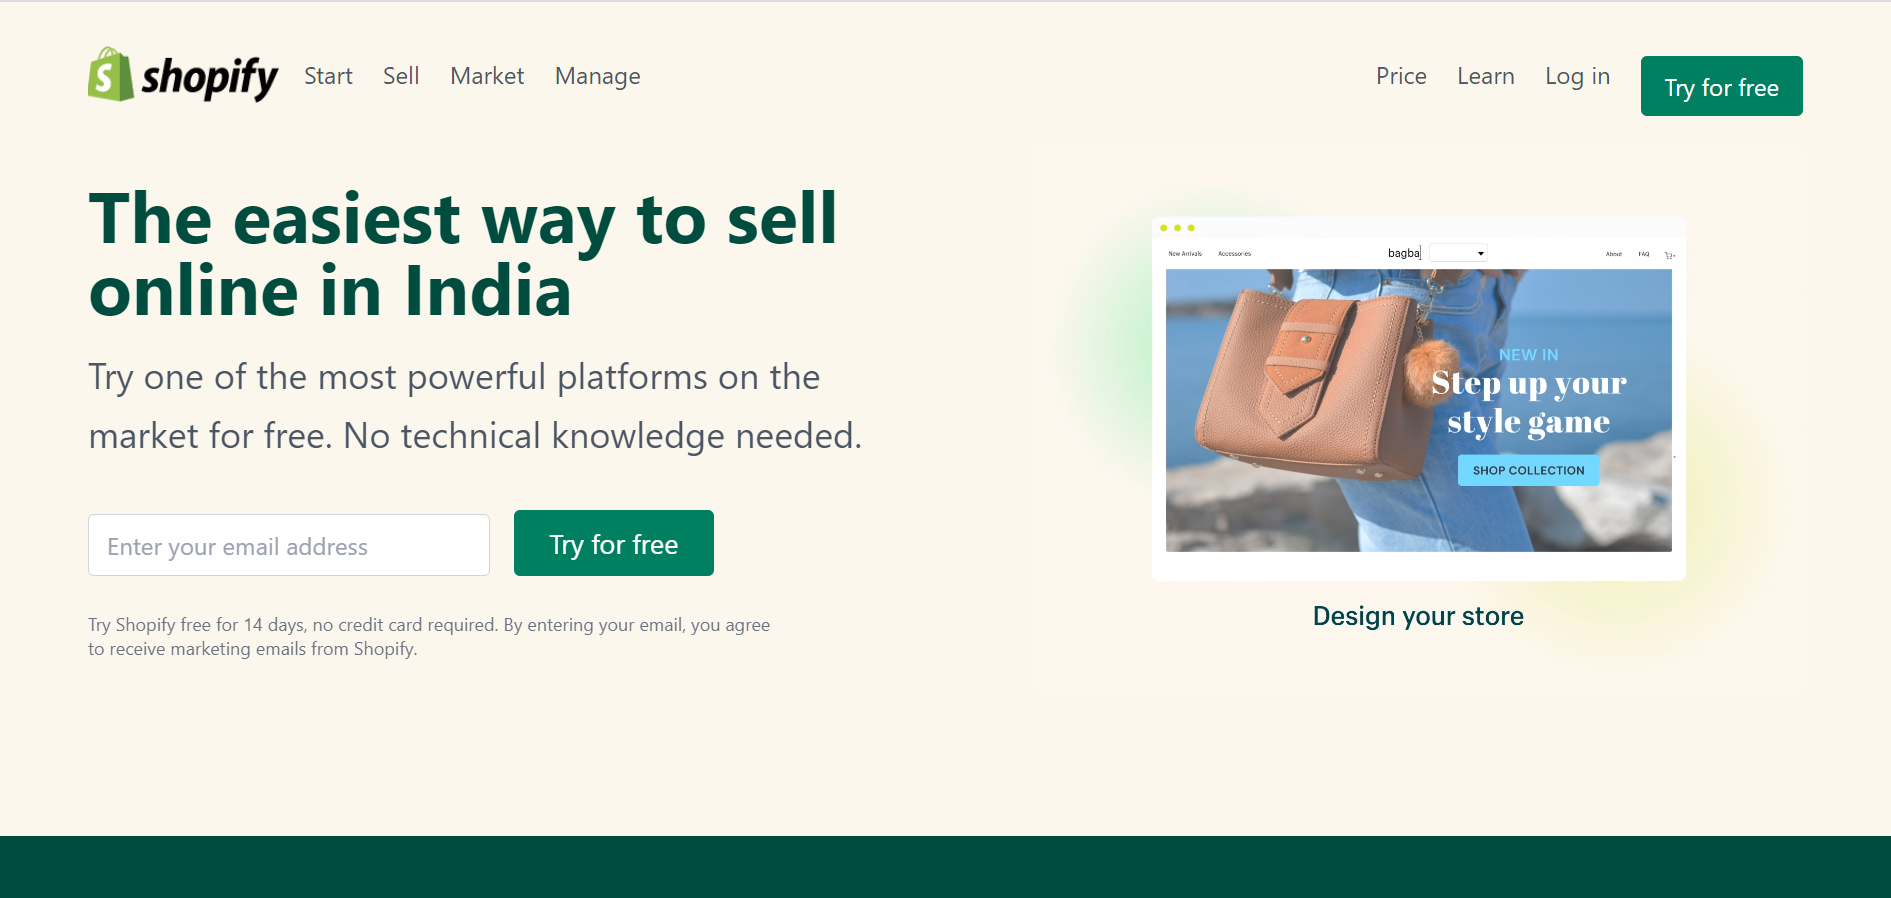 shopify Start Sell Market Manage Price Learn Log in Try for free
The easiest way to sell
online in India
Try one of the most powerful platforms on the
market for free. No technical knowledge needed.
Enter your email address Try for free
Try Shopify free for 14 days, no credit card required. By entering your email, you agree
to receive marketing emails from Shopify.
New Arrivals Accessories bagba About FAQ
NEW IN
Step up your
style game
SHOP COLLECTION
Design your store